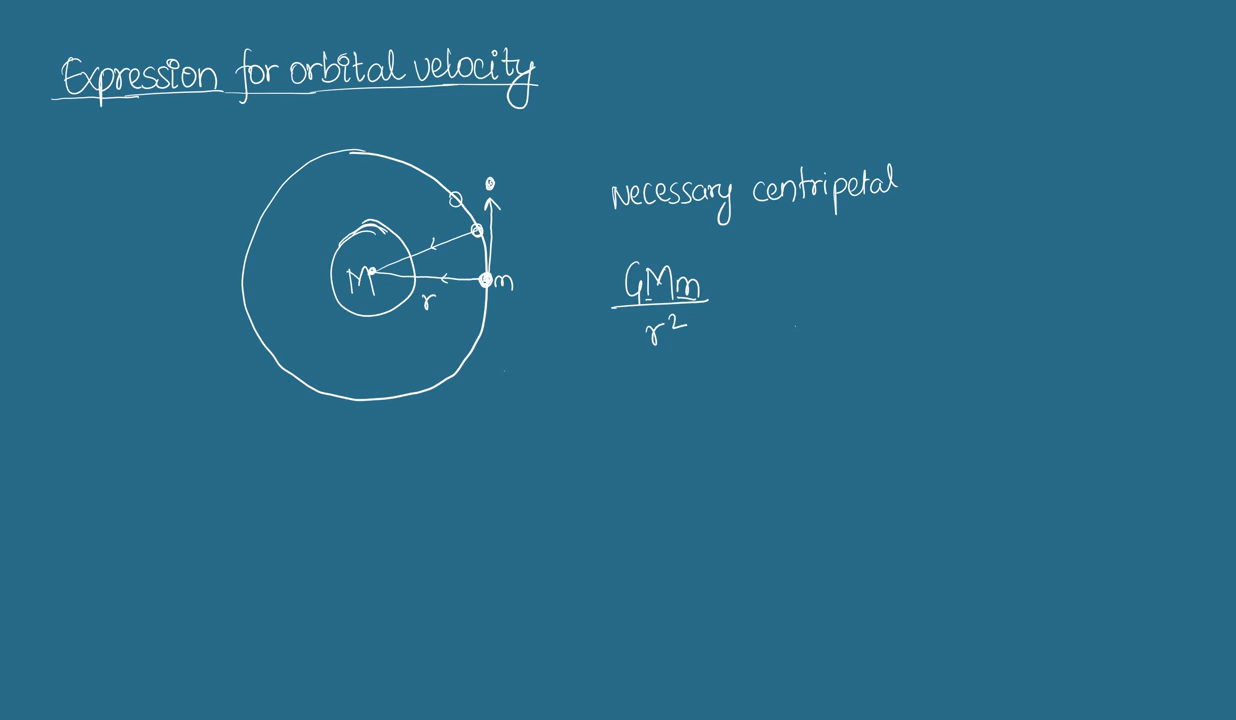 Expression for orbital velocity
necessary centripetal
M
m
r
GMm
r²